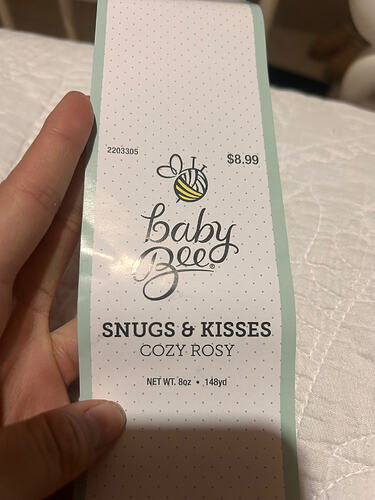 2203305
$8.99
baby
Bee®
SNUGS & KISSES
COZY ROSY
NET WT. 8oz • 148yd